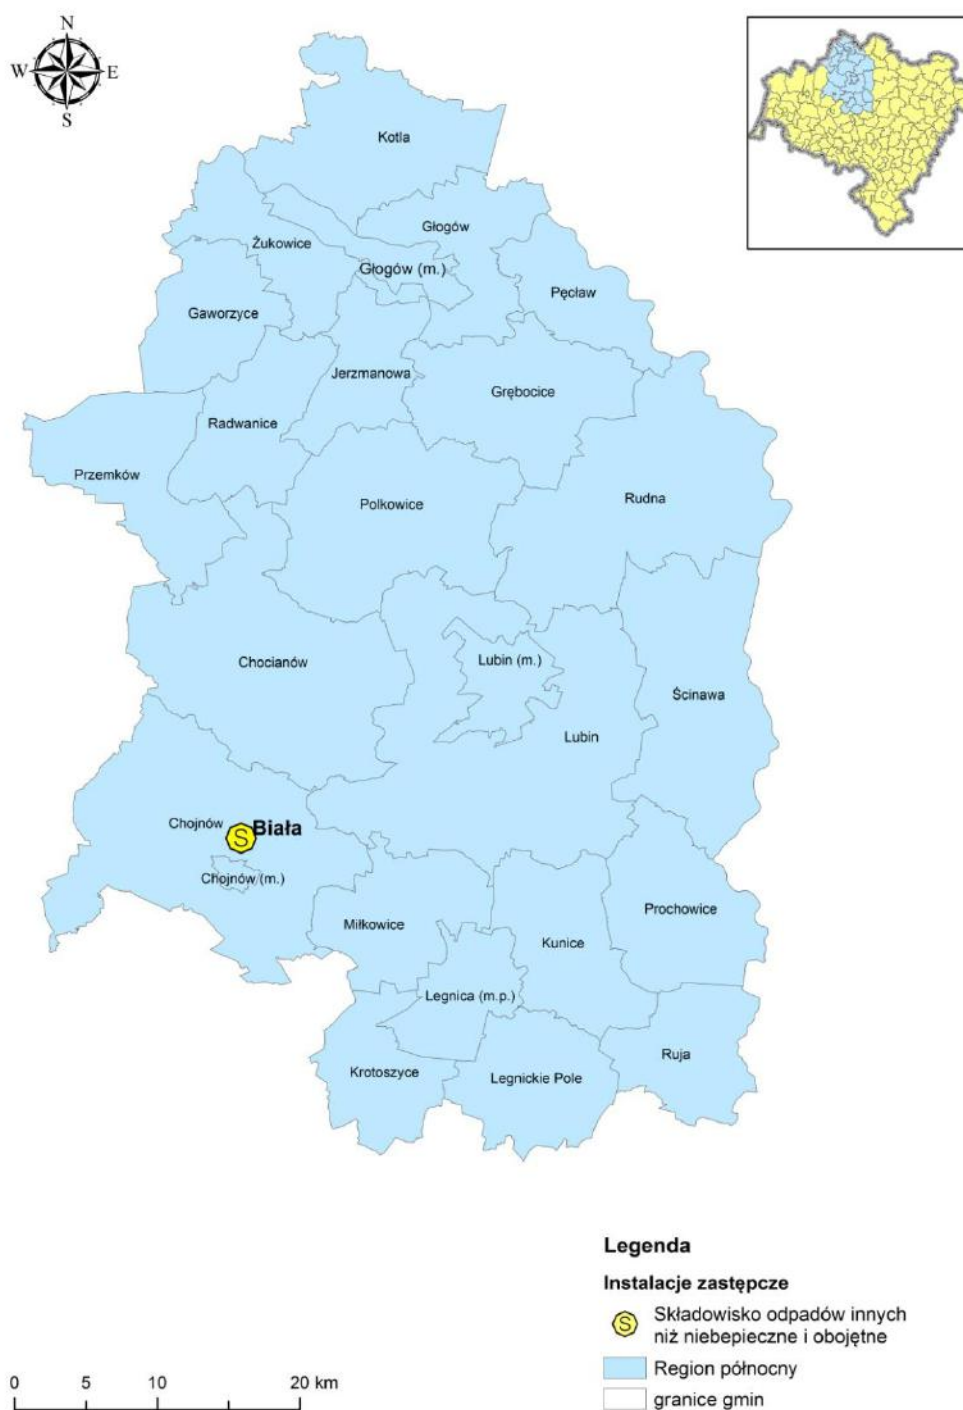 N
W E
S
Kotla
Głogów
Żukowice
Głogów (m.)
Pęcław
Gaworzyce
Jerzmanowa
Grębocice
Radwanice
Przemków
Polkowice
Rudna
Chocianów
Lubin (m.)
Ścinawa
Lubin
Chojnów
S
Biała
Chojnów (m.)
Miłkowice
Prochowice
Kunice
Legnica (m.p.)
Ruja
Krotoszyce
Legnickie Pole
Legenda
Instalacje zastępcze
S
Składowisko odpadów innych
niż niebepieczne i obojętne
Region północny
granice gmin
0 5 10 20 km